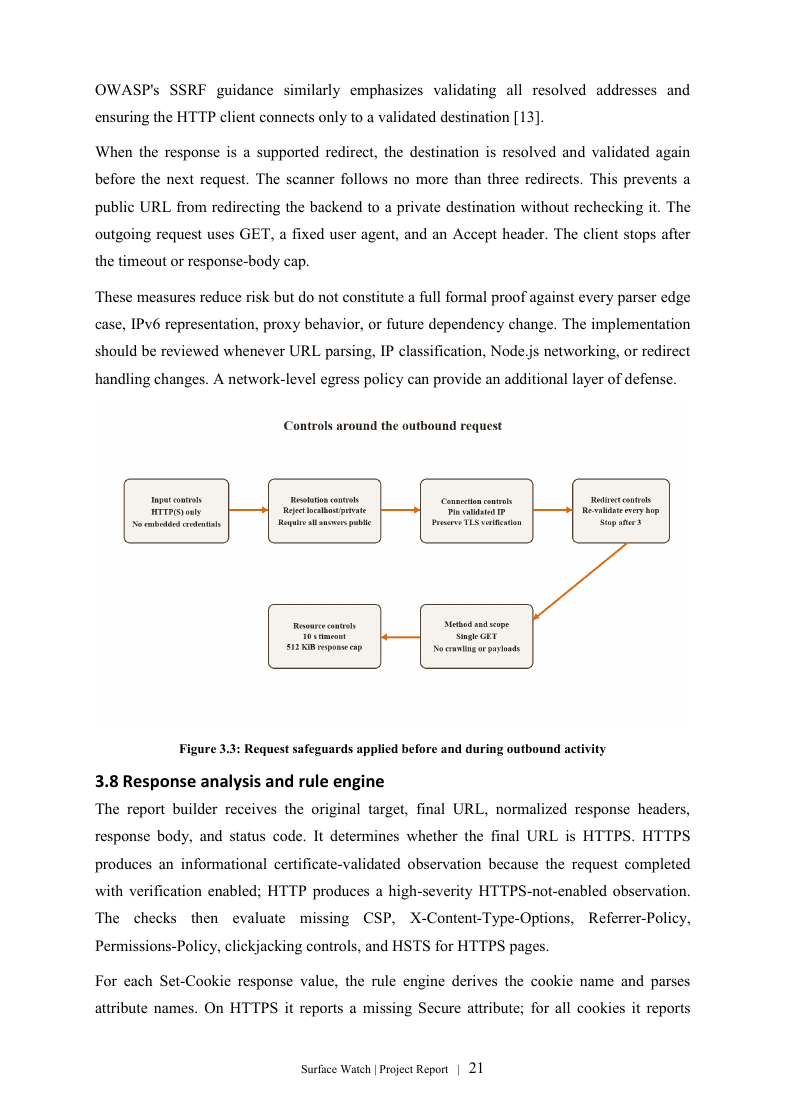 OWASP's SSRF guidance similarly emphasizes validating all resolved addresses and
ensuring the HTTP client connects only to a validated destination [13].
When the response is a supported redirect, the destination is resolved and validated again
before the next request. The scanner follows no more than three redirects. This prevents a
public URL from redirecting the backend to a private destination without rechecking it. The
outgoing request uses GET, a fixed user agent, and an Accept header. The client stops after
the timeout or response-body cap.
These measures reduce risk but do not constitute a full formal proof against every parser edge
case, IPv6 representation, proxy behavior, or future dependency change. The implementation
should be reviewed whenever URL parsing, IP classification, Node.js networking, or redirect
handling changes. A network-level egress policy can provide an additional layer of defense.
Controls around the outbound request
Input controls
HTTP(S) only
No embedded credentials
Resolution controls
Reject localhost/private
Require all answers public
Connection controls
Pin validated IP
Preserve TLS verification
Redirect controls
Re-validate every hop
Stop after 3
Method and scope
Single GET
No crawling or payloads
Resource controls
10 s timeout
512 KiB response cap
Figure 3.3: Request safeguards applied before and during outbound activity
3.8 Response analysis and rule engine
The report builder receives the original target, final URL, normalized response headers,
response body, and status code. It determines whether the final URL is HTTPS. HTTPS
produces an informational certificate-validated observation because the request completed
with verification enabled; HTTP produces a high-severity HTTPS-not-enabled observation.
The checks then evaluate missing CSP, X-Content-Type-Options, Referrer-Policy,
Permissions-Policy, clickjacking controls, and HSTS for HTTPS pages.
For each Set-Cookie response value, the rule engine derives the cookie name and parses
attribute names. On HTTPS it reports a missing Secure attribute; for all cookies it reports
Surface Watch | Project Report | 21